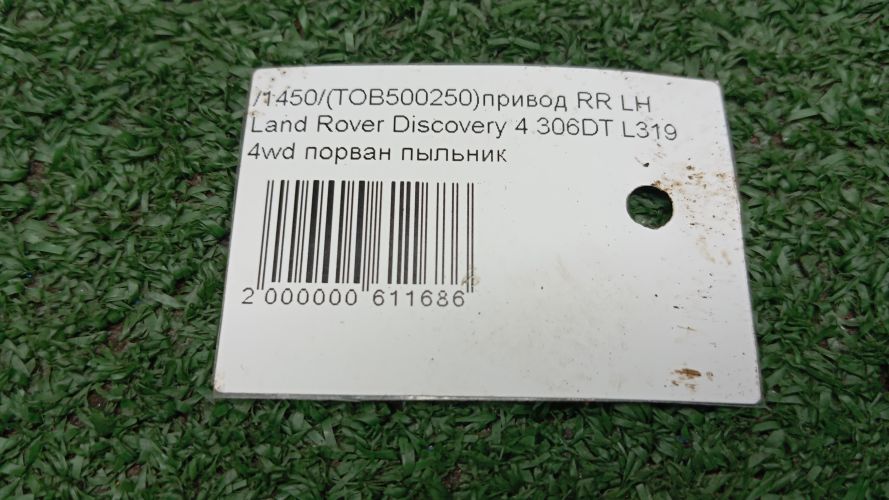 /1450/(TOB500250)привод RR LH
Land Rover Discovery 4 306DT L319
4wd порван пыльник
2 000000 611686